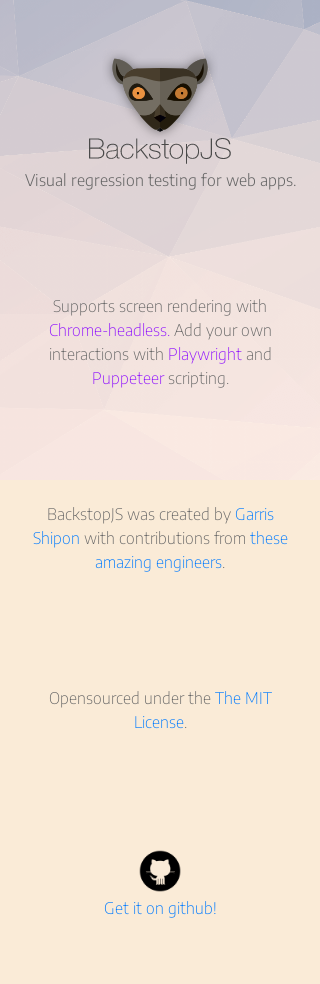 BackstopJS
Visual regression testing for web apps.
Supports screen rendering with
Chrome-headless. Add your own
interactions with Playwright and
Puppeteer scripting.
BackstopJS was created by Garris
Shipon with contributions from these
amazing engineers.
Opensourced under the The MIT
License.
Get it on github!